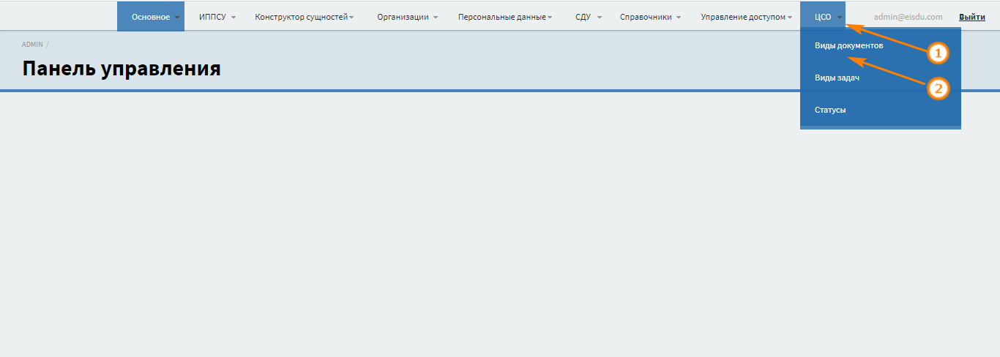 Основное ИППСУ Конструктор сущностей Организации Персональные данные СДУ Справочники Управление доступом ЦСО admin@eisdu.com Выйти
ADMIN /
Панель управления
Виды документов
1
Виды задач
2
Статусы